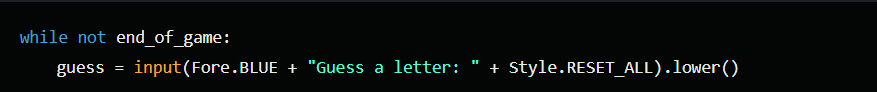 while not end_of_game:
    guess = input(Fore.BLUE + "Guess a letter: " + Style.RESET_ALL).lower()